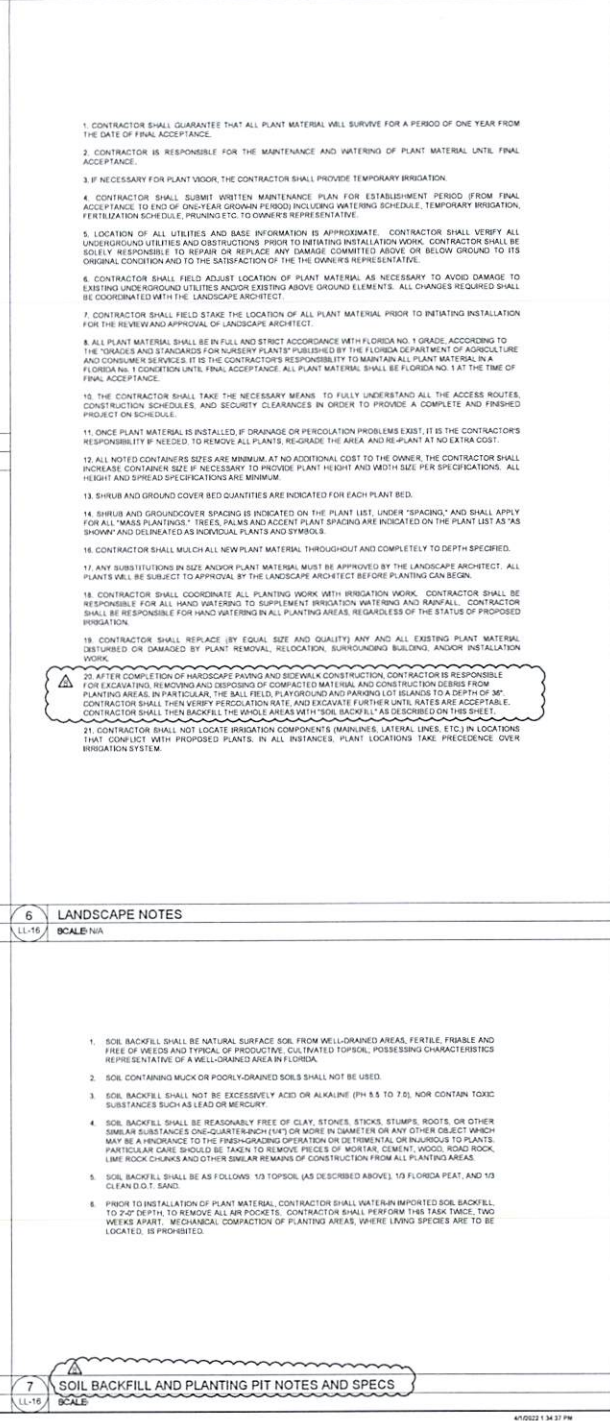 1. CONTRACTOR SHALL GUARANTEE THAT ALL PLANT MATERIAL WILL SURVIVE FOR A PERIOD OF ONE YEAR FROM
THE DATE OF FINAL ACCEPTANCE.
2. CONTRACTOR IS RESPONSIBLE FOR THE MAINTENANCE AND WATERING OF PLANT MATERIAL UNTIL FINAL
ACCEPTANCE.
3. IF NECESSARY FOR PLANT VIGOR, THE CONTRACTOR SHALL PROVIDE TEMPORARY IRRIGATION.
4. CONTRACTOR SHALL SUBMIT WRITTEN MAINTENANCE PLAN FOR ESTABLISHMENT PERIOD (FROM FINAL
ACCEPTANCE TO END OF ONE-YEAR GROW-IN PERIOD) INCLUDING WATERING SCHEDULE, TEMPORARY IRRIGATION,
FERTILIZATION SCHEDULE, PRUNING ETC. TO OWNER'S REPRESENTATIVE.
5. LOCATION OF ALL UTILITIES AND BASE INFORMATION IS APPROXIMATE. CONTRACTOR SHALL VERIFY ALL
UNDERGROUND UTILITIES AND OBSTRUCTIONS PRIOR TO INITIATING INSTALLATION WORK. CONTRACTOR SHALL BE
SOLELY RESPONSIBLE TO REPAIR OR REPLACE ANY DAMAGE COMMITTED ABOVE OR BELOW GROUND TO ITS
ORIGINAL CONDITION AND TO THE SATISFACTION OF THE THE OWNER'S REPRESENTATIVE.
6. CONTRACTOR SHALL FIELD ADJUST LOCATION OF PLANT MATERIAL AS NECESSARY TO AVOID DAMAGE TO
EXISTING UNDERGROUND UTILITIES AND/OR EXISTING ABOVE GROUND ELEMENTS. ALL CHANGES REQUIRED SHALL
BE COORDINATED WITH THE LANDSCAPE ARCHITECT.
7. CONTRACTOR SHALL FIELD STAKE THE LOCATION OF ALL PLANT MATERIAL PRIOR TO INITIATING INSTALLATION
FOR THE REVIEW AND APPROVAL OF LANDSCAPE ARCHITECT.
8. ALL PLANT MATERIAL SHALL BE IN FULL AND STRICT ACCORDANCE WITH FLORIDA NO. 1 GRADE, ACCORDING TO
THE "GRADES AND STANDARDS FOR NURSERY PLANTS" PUBLISHED BY THE FLORIDA DEPARTMENT OF AGRICULTURE
AND CONSUMER SERVICES. IT IS THE CONTRACTOR'S RESPONSIBILITY TO MAINTAIN ALL PLANT MATERIAL IN A
FLORIDA No. 1 CONDITION UNTIL FINAL ACCEPTANCE. ALL PLANT MATERIAL SHALL BE FLORIDA NO. 1 AT THE TIME OF
FINAL ACCEPTANCE.
10. THE CONTRACTOR SHALL TAKE THE NECESSARY MEANS TO FULLY UNDERSTAND ALL THE ACCESS ROUTES,
CONSTRUCTION SCHEDULES, AND SECURITY CLEARANCES IN ORDER TO PROVIDE A COMPLETE AND FINISHED
PROJECT ON SCHEDULE.
11. ONCE PLANT MATERIAL IS INSTALLED, IF DRAINAGE OR PERCOLATION PROBLEMS EXIST, IT IS THE CONTRACTOR'S
RESPONSIBILITY IF NEEDED, TO REMOVE ALL PLANTS, RE-GRADE THE AREA AND RE-PLANT AT NO EXTRA COST.
12. ALL NOTED CONTAINERS SIZES ARE MINIMUM. AT NO ADDITIONAL COST TO THE OWNER, THE CONTRACTOR SHALL
INCREASE CONTAINER SIZE IF NECESSARY TO PROVIDE PLANT HEIGHT AND WIDTH SIZE PER SPECIFICATIONS. ALL
HEIGHT AND SPREAD SPECIFICATIONS ARE MINIMUM.
13. SHRUB AND GROUND COVER BED QUANTITIES ARE INDICATED FOR EACH PLANT BED.
14. SHRUB AND GROUNDCOVER SPACING IS INDICATED ON THE PLANT LIST, UNDER "SPACING," AND SHALL APPLY
FOR ALL "MASS PLANTINGS." TREES, PALMS AND ACCENT PLANT SPACING ARE INDICATED ON THE PLANT LIST AS "AS
SHOWN" AND DELINEATED AS INDIVIDUAL PLANTS AND SYMBOLS.
16. CONTRACTOR SHALL MULCH ALL NEW PLANT MATERIAL THROUGHOUT AND COMPLETELY TO DEPTH SPECIFIED.
17. ANY SUBSTITUTIONS IN SIZE AND/OR PLANT MATERIAL MUST BE APPROVED BY THE LANDSCAPE ARCHITECT. ALL
PLANTS WILL BE SUBJECT TO APPROVAL BY THE LANDSCAPE ARCHITECT BEFORE PLANTING CAN BEGIN.
18. CONTRACTOR SHALL COORDINATE ALL PLANTING WORK WITH IRRIGATION WORK. CONTRACTOR SHALL BE
RESPONSIBLE FOR ALL HAND WATERING TO SUPPLEMENT IRRIGATION WATERING AND RAINFALL. CONTRACTOR
SHALL BE RESPONSIBLE FOR HAND WATERING IN ALL PLANTING AREAS, REGARDLESS OF THE STATUS OF PROPOSED
IRRIGATION.
19. CONTRACTOR SHALL REPLACE (BY EQUAL SIZE AND QUALITY) ANY AND ALL EXISTING PLANT MATERIAL
DISTURBED OR DAMAGED BY PLANT REMOVAL, RELOCATION, SURROUNDING BUILDING, AND/OR INSTALLATION
WORK.
20. AFTER COMPLETION OF HARDSCAPE PAVING AND SIDEWALK CONSTRUCTION, CONTRACTOR IS RESPONSIBLE
FOR EXCAVATING, REMOVING AND DISPOSING OF COMPACTED MATERIAL AND CONSTRUCTION DEBRIS FROM
PLANTING AREAS, IN PARTICULAR, THE BALL FIELD, PLAYGROUND AND PARKING LOT ISLANDS TO A DEPTH OF 36".
CONTRACTOR SHALL THEN VERIFY PERCOLATION RATE, AND EXCAVATE FURTHER UNTIL RATES ARE ACCEPTABLE.
CONTRACTOR SHALL THEN BACKFILL THE WHOLE AREAS WITH "SOIL BACKFILL" AS DESCRIBED ON THIS SHEET.
21. CONTRACTOR SHALL NOT LOCATE IRRIGATION COMPONENTS (MAINLINES, LATERAL LINES, ETC.) IN LOCATIONS
THAT CONFLICT WITH PROPOSED PLANTS. IN ALL INSTANCES, PLANT LOCATIONS TAKE PRECEDENCE OVER
IRRIGATION SYSTEM.
6 LANDSCAPE NOTES
LL-16 SCALE: N/A
1. SOIL BACKFILL SHALL BE NATURAL SURFACE SOIL FROM WELL-DRAINED AREAS, FERTILE, FRIABLE AND
FREE OF WEEDS AND TYPICAL OF PRODUCTIVE, CULTIVATED TOPSOIL, POSSESSING CHARACTERISTICS
REPRESENTATIVE OF A WELL-DRAINED AREA IN FLORIDA.
2. SOIL CONTAINING MUCK OR POORLY-DRAINED SOILS SHALL NOT BE USED.
3. SOIL BACKFILL SHALL NOT BE EXCESSIVELY ACID OR ALKALINE (PH 5.5 TO 7.0), NOR CONTAIN TOXIC
SUBSTANCES SUCH AS LEAD OR MERCURY.
4. SOIL BACKFILL SHALL BE REASONABLY FREE OF CLAY, STONES, STICKS, STUMPS, ROOTS, OR OTHER
SIMILAR SUBSTANCES ONE-QUARTER-INCH (1/4") OR MORE IN DIAMETER OR ANY OTHER OBJECT WHICH
MAY BE A HINDRANCE TO THE FINISH-GRADING OPERATION OR DETRIMENTAL OR INJURIOUS TO PLANTS.
PARTICULAR CARE SHOULD BE TAKEN TO REMOVE PIECES OF MORTAR, CEMENT, WOOD, ROAD ROCK,
LIME ROCK CHUNKS AND OTHER SIMILAR REMAINS OF CONSTRUCTION FROM ALL PLANTING AREAS.
5. SOIL BACKFILL SHALL BE AS FOLLOWS: 1/3 TOPSOIL (AS DESCRIBED ABOVE), 1/3 FLORIDA PEAT, AND 1/3
CLEAN D.O.T. SAND.
6. PRIOR TO INSTALLATION OF PLANT MATERIAL, CONTRACTOR SHALL WATER-IN IMPORTED SOIL BACKFILL,
TO 2'-0" DEPTH, TO REMOVE ALL AIR POCKETS. CONTRACTOR SHALL PERFORM THIS TASK TWICE, TWO
WEEKS APART. MECHANICAL COMPACTION OF PLANTING AREAS, WHERE LIVING SPECIES ARE TO BE
LOCATED, IS PROHIBITED.
7 SOIL BACKFILL AND PLANTING PIT NOTES AND SPECS
LL-16 SCALE:
4/1/2022 1:34:37 PM